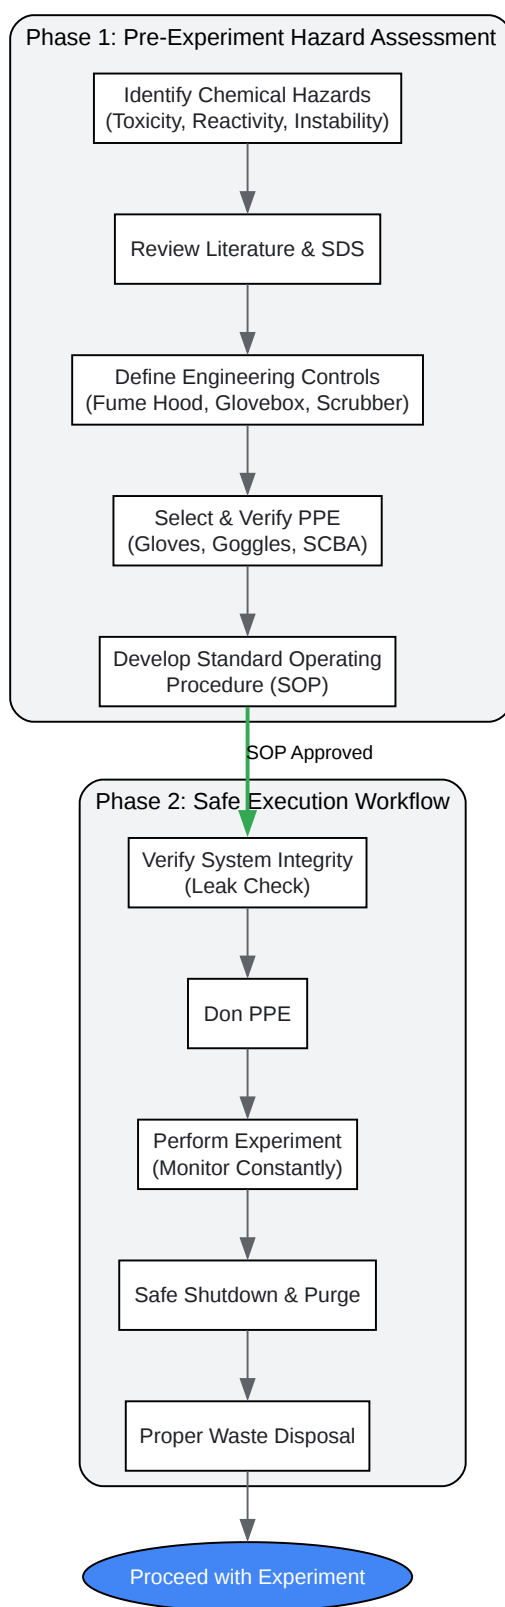 Phase 1: Pre-Experiment Hazard Assessment
Identify Chemical Hazards
(Toxicity, Reactivity, Instability)
Review Literature & SDS
Define Engineering Controls
(Fume Hood, Glovebox, Scrubber)
Select & Verify PPE
(Gloves, Goggles, SCBA)
Develop Standard Operating
Procedure (SOP)
SOP Approved
Phase 2: Safe Execution Workflow
Verify System Integrity
(Leak Check)
Don PPE
Perform Experiment
(Monitor Constantly)
Safe Shutdown & Purge
Proper Waste Disposal
Proceed with Experiment